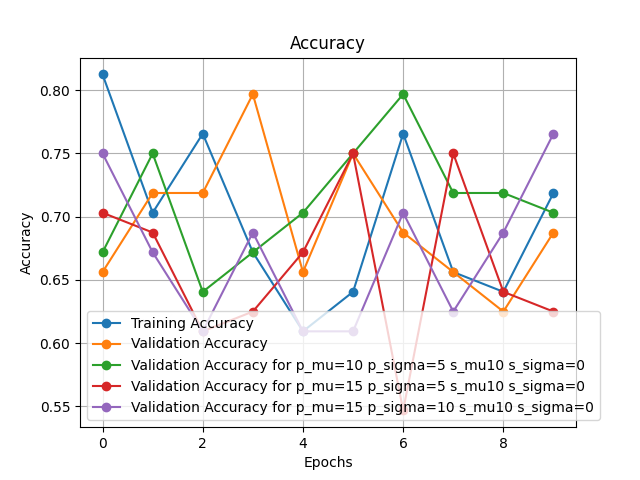 Accuracy
0.80
0.75
0.70
0.65
0.60
0.55
Accuracy
Training Accuracy
Validation Accuracy
Validation Accuracy for p_mu=10 p_sigma=5 s_mu10 s_sigma=0
Validation Accuracy for p_mu=15 p_sigma=5 s_mu10 s_sigma=0
Validation Accuracy for p_mu=15 p_sigma=10 s_mu10 s_sigma=0
0 2 4 6 8
Epochs